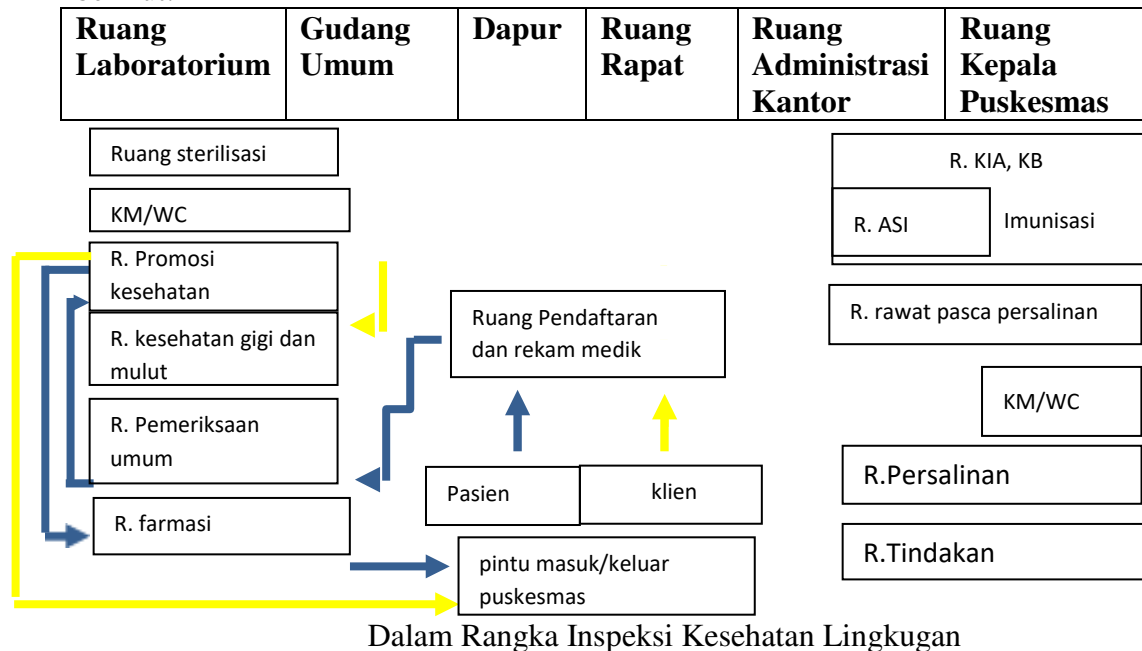 Ruang Laboratorium
Gudang Umum
Dapur
Ruang Rapat
Ruang Administrasi Kantor
Ruang Kepala Puskesmas
Ruang sterilisasi
KM/WC
R. Promosi
kesehatan
R. kesehatan gigi dan
mulut
R. Pemeriksaan
umum
R. farmasi
Ruang Pendaftaran
dan rekam medik
Pasien
klien
pintu masuk/keluar
puskesmas
R. KIA, KB
R. ASI
Imunisasi
R. rawat pasca persalinan
KM/WC
R.Persalinan
R.Tindakan
Dalam Rangka Inspeksi Kesehatan Lingkugan